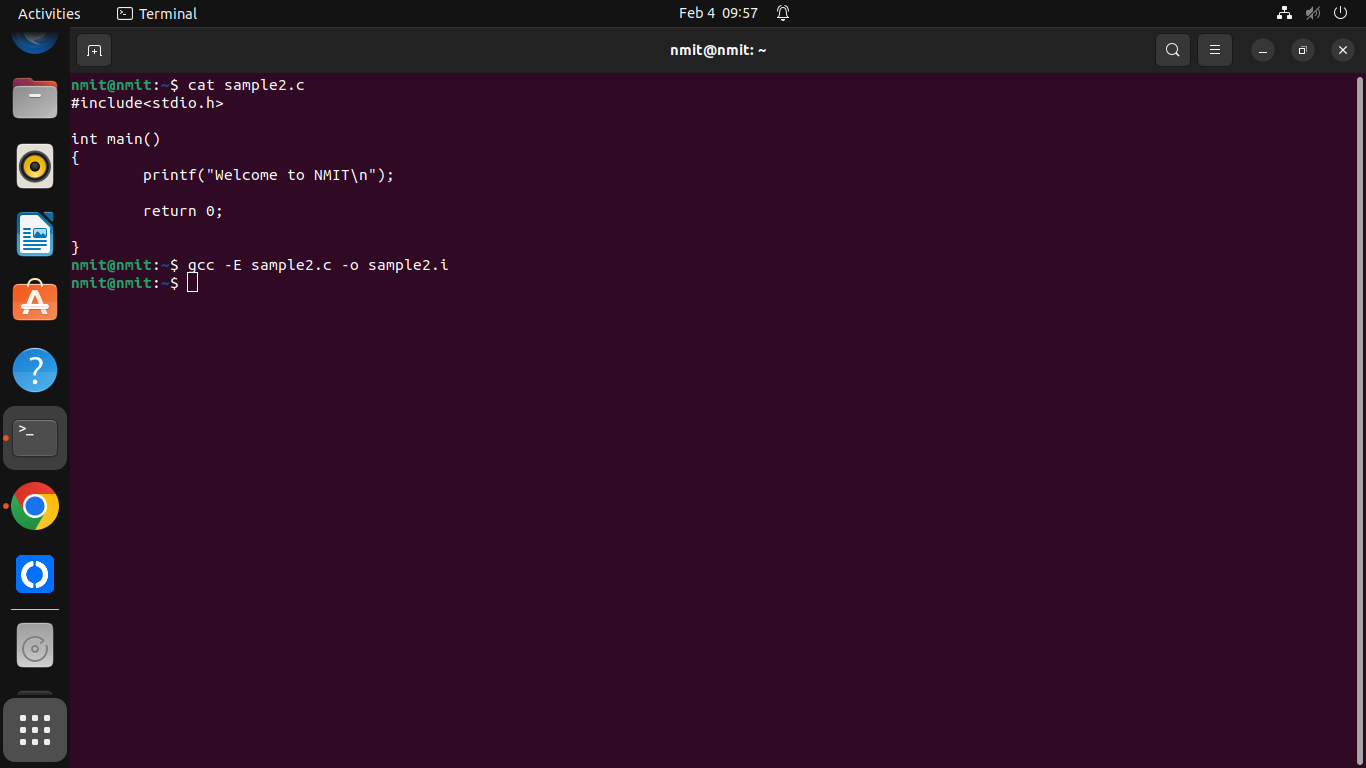 Activities
Terminal
Feb 4 09:57
nmit@nmit: ~
nmit@nmit:~$ cat sample2.c
#include<stdio.h>
int main()
{
        printf("Welcome to NMIT\n");
        return 0;
}
nmit@nmit:~$ gcc -E sample2.c -o sample2.i
nmit@nmit:~$